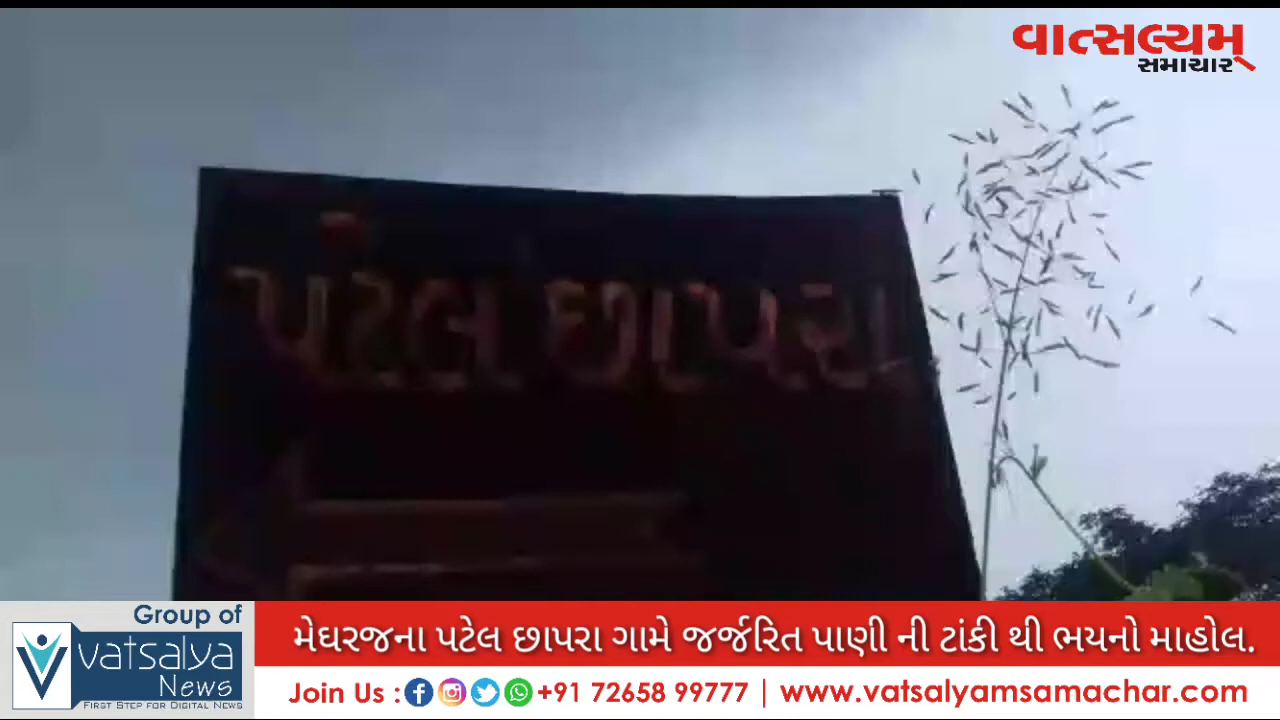 વાત્સલ્યમ્
સમાચાર
પટેલ છાપરા
Group of
vatsalya
News
First Step for Digital News
મેઘરજના પટેલ છાપરા ગામે જર્જરિત પાણી ની ટાંકી થી ભયનો માહોલ.
Join Us : +91 72658 99777 | www.vatsalyamsamachar.com